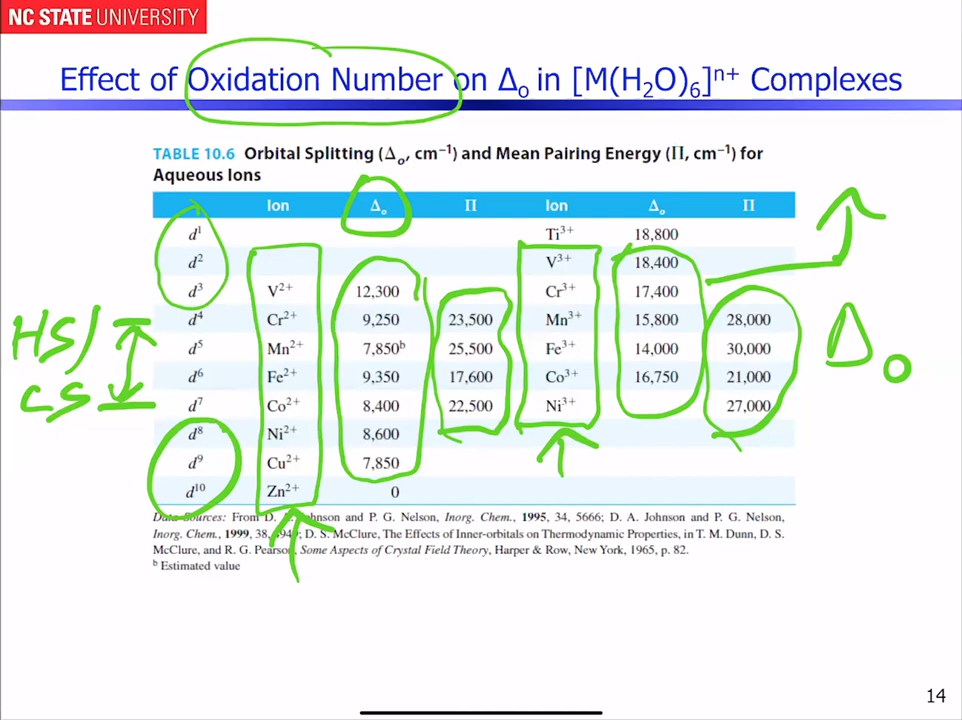 NC STATE UNIVERSITY
Effect of Oxidation Number on Δo in [M(H2O)6]n+ Complexes
TABLE 10.6 Orbital Splitting (Δo, cm−1) and Mean Pairing Energy (Π, cm−1) for
Aqueous Ions
Ion Δo Π Ion Δo Π
d1 Ti3+ 18,800
d2 V3+ 18,400
d3 V2+ 12,300 Cr3+ 17,400
d4 Cr2+ 9,250 23,500 Mn3+ 15,800 28,000
d5 Mn2+ 7,850b 25,500 Fe3+ 14,000 30,000
d6 Fe2+ 9,350 17,600 Co3+ 16,750 21,000
d7 Co2+ 8,400 22,500 Ni3+ 27,000
d8 Ni2+ 8,600
d9 Cu2+ 7,850
d10 Zn2+ 0
HS/
LS
Δo
Data Sources: From D. Johnson and P. G. Nelson, Inorg. Chem., 1995, 34, 5666; D. A. Johnson and P. G. Nelson,
Inorg. Chem., 1999, 38, 4949; D. S. McClure, The Effects of Inner-orbitals on Thermodynamic Properties, in T. M. Dunn, D. S.
McClure, and R. G. Pearson, Some Aspects of Crystal Field Theory, Harper & Row, New York, 1965, p. 82.
b Estimated value
14